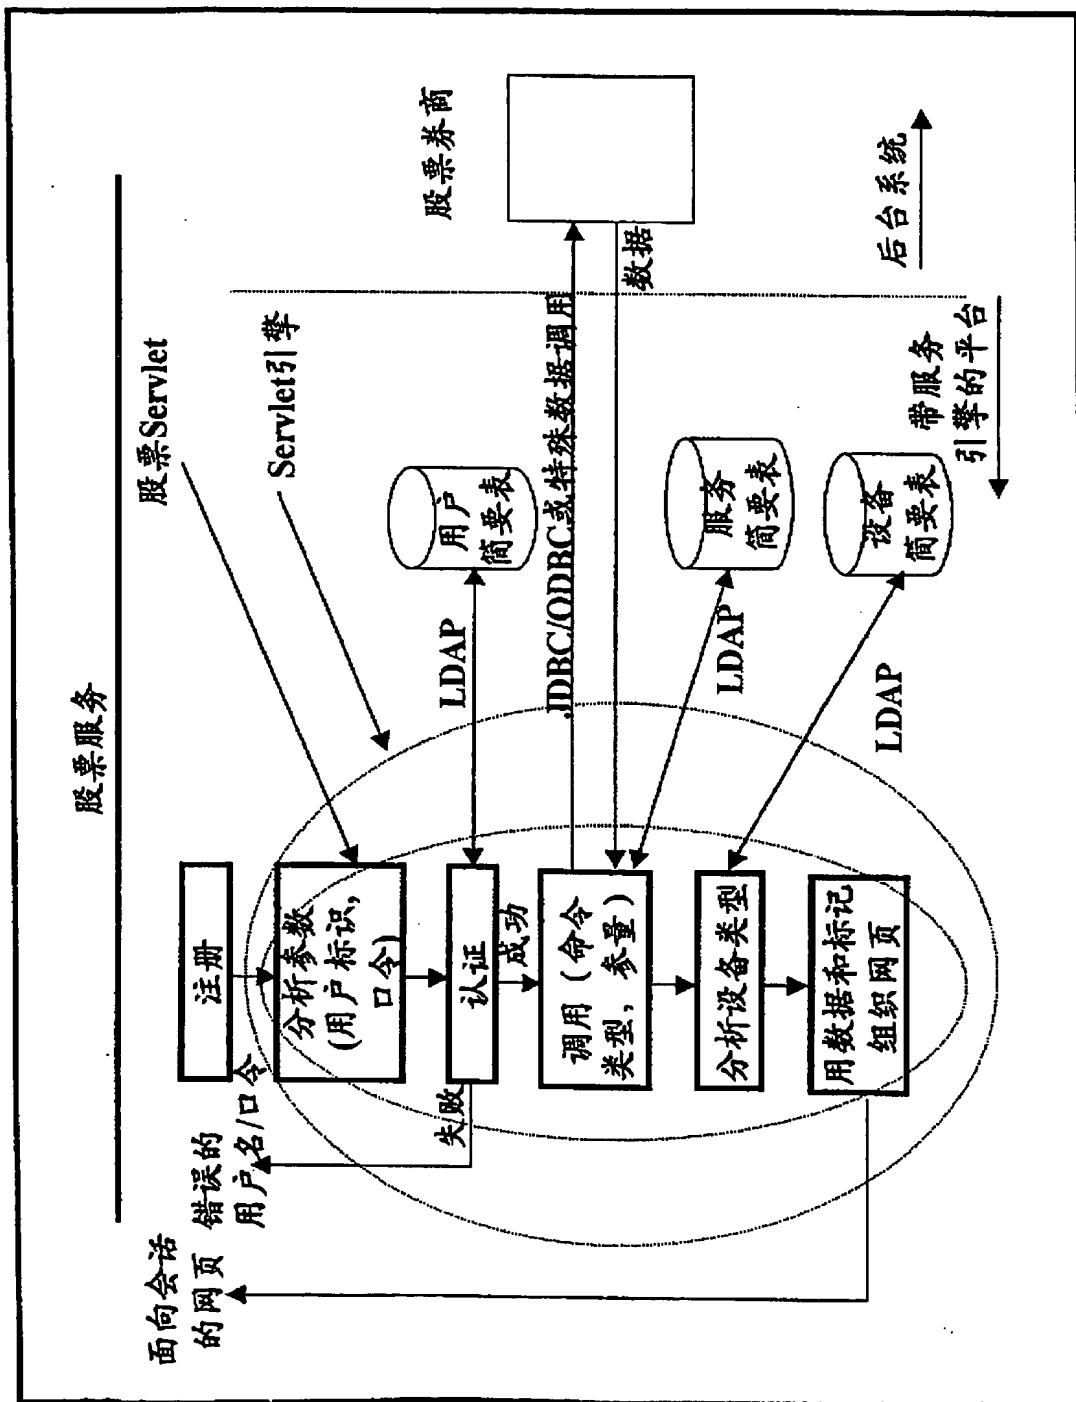 股票服务
面向会话
的网页
错误的
用户名/口令
注册
股票Servlet
分析参数
(用户标识,
口令)
Servlet引擎
失败
认证
成功
LDAP
用户
简要表
股票券商
调用（命令
类型，参量）
JDBC/ODBC或特殊数据调用
数据
分析设备类型
LDAP
服务
简要表
用数据和标记
组织网页
LDAP
设备
简要表
后台系统
带服务
引擎的平台